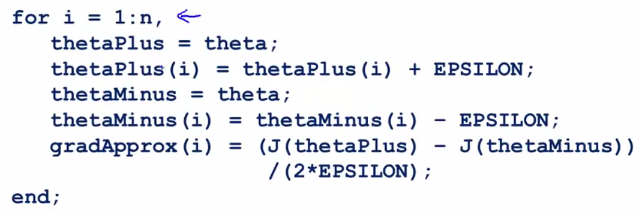 for i = 1:n,
thetaPlus = theta;
thetaPlus(i) = thetaPlus(i) + EPSILON;
thetaMinus = theta;
thetaMinus(i) = thetaMinus(i) - EPSILON;
gradApprox(i) = (J(thetaPlus) - J(thetaMinus))
/(2*EPSILON);
end;